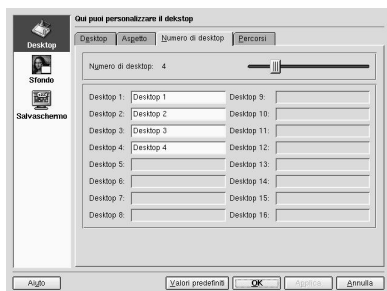 Qui puoi personalizzare il dekstop
Desktop
Sfondo
Salvaschermo
Desktop Aspetto Numero di desktop Percorsi
Numero di desktop: 4
Desktop 1: Desktop 1 Desktop 9:
Desktop 2: Desktop 2 Desktop 10:
Desktop 3: Desktop 3 Desktop 11:
Desktop 4: Desktop 4 Desktop 12:
Desktop 5: Desktop 13:
Desktop 6: Desktop 14:
Desktop 7: Desktop 15:
Desktop 8: Desktop 16:
Aiuto Valori predefiniti OK Applica Annulla